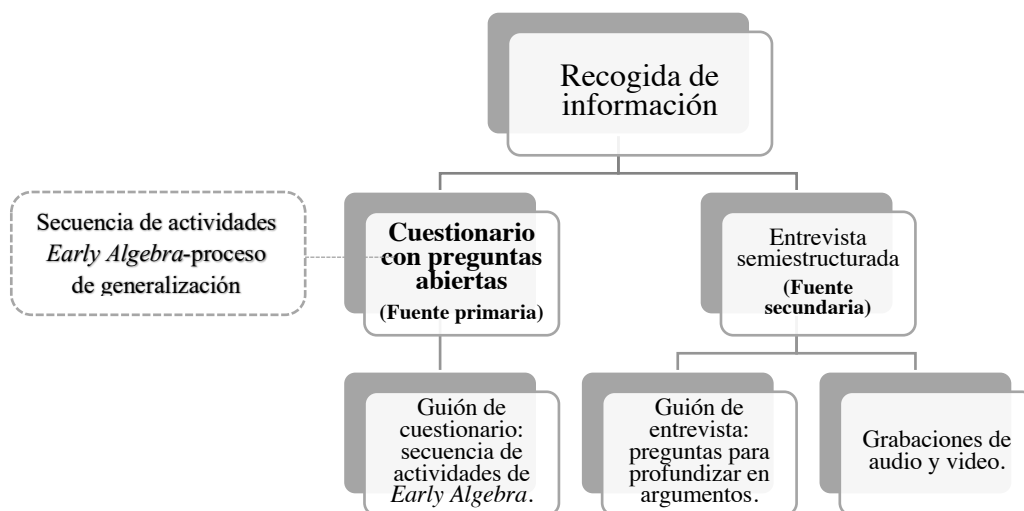 Recogida de
información
Secuencia de actividades
Early Algebra-proceso
de generalización
Cuestionario
con preguntas
abiertas
(Fuente primaria)
Entrevista
semiestructurada
(Fuente
secundaria)
Guión de
cuestionario:
secuencia de
actividades de
Early Algebra.
Guión de
entrevista:
preguntas para
profundizar en
argumentos.
Grabaciones de
audio y video.